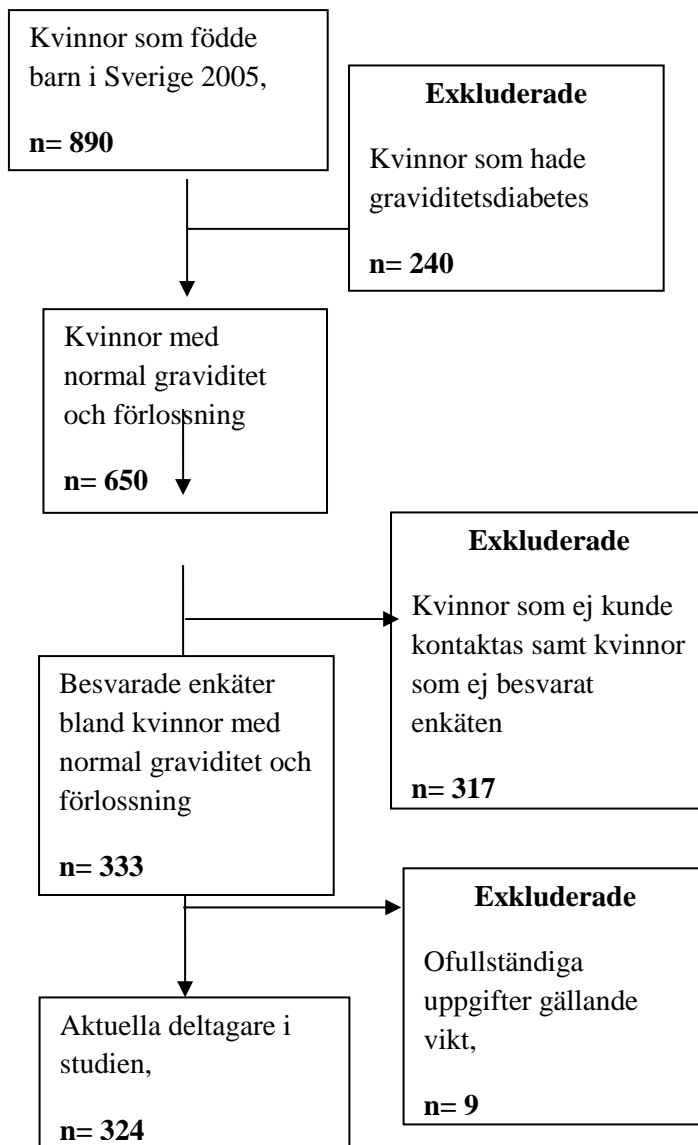 Kvinnor som födde
barn i Sverige 2005,
n= 890
Exkluderade
Kvinnor som hade
graviditetsdiabetes
n= 240
Kvinnor med
normal graviditet
och förlossning
n= 650
Exkluderade
Kvinnor som ej kunde
kontaktas samt kvinnor
som ej besvarat
enkäten
n= 317
Besvarade enkäter
bland kvinnor med
normal graviditet och
förlossning
n= 333
Exkluderade
Ofullständiga
uppgifter gällande
vikt,
n= 9
Aktuella deltagare i
studien,
n= 324